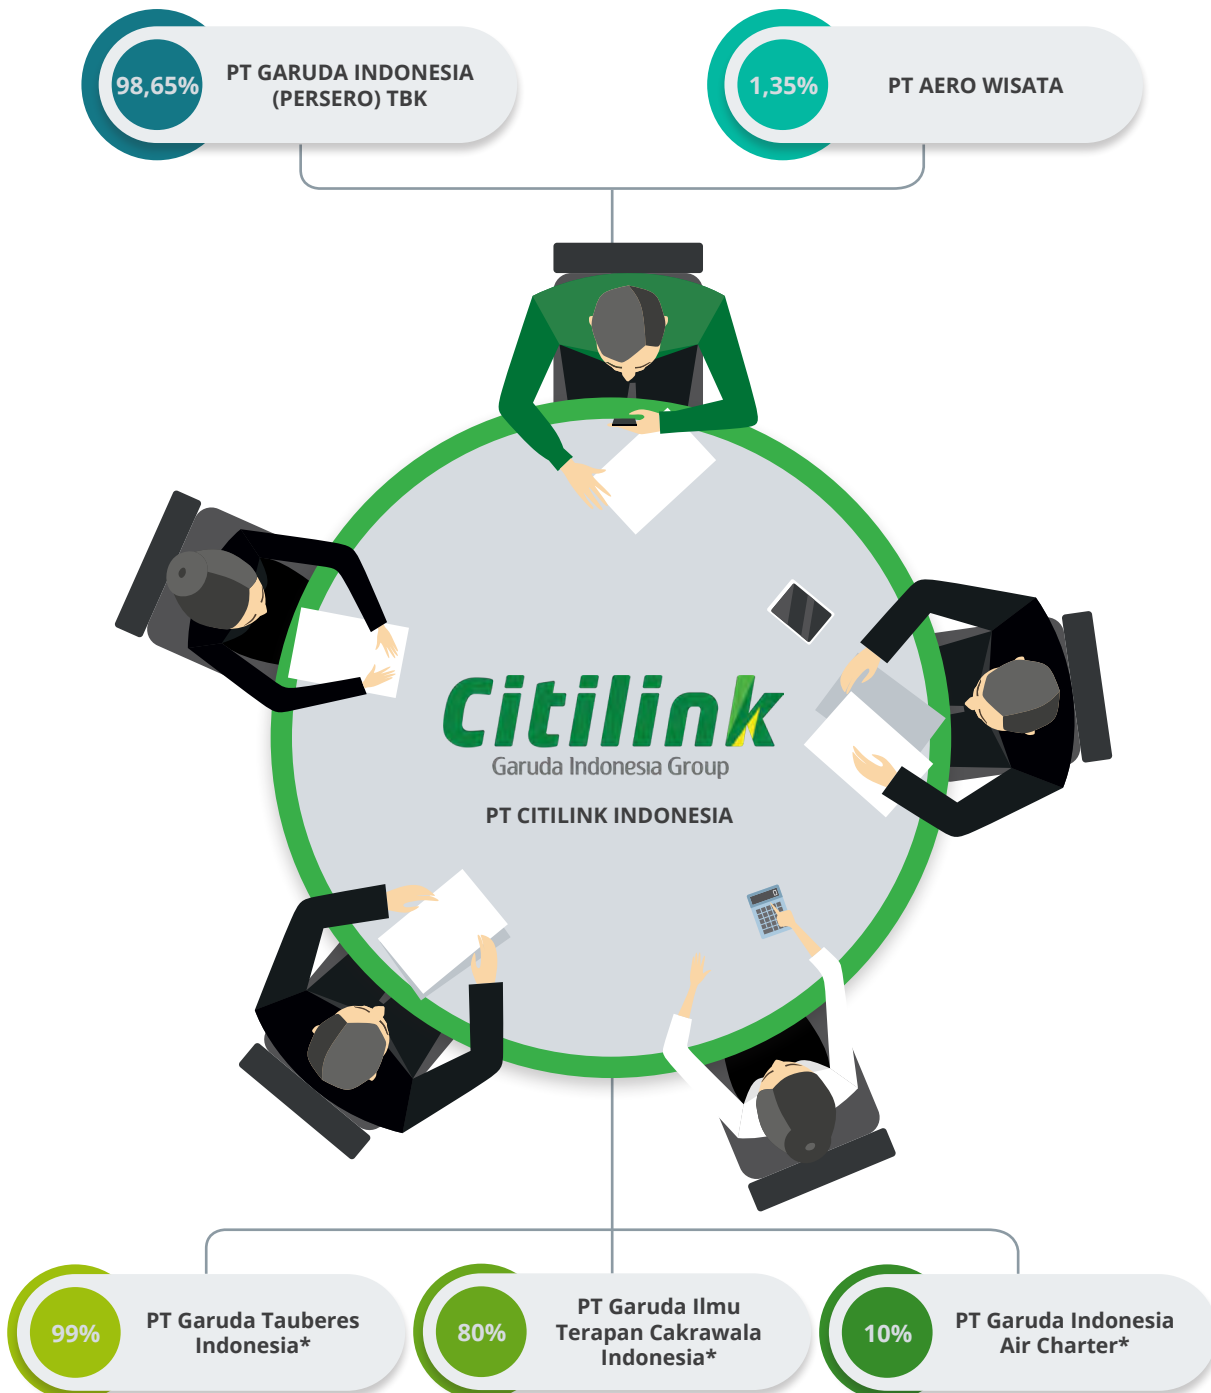 98,65%
PT GARUDA INDONESIA
(PERSERO) TBK
1,35%
PT AERO WISATA
Citilink
Garuda Indonesia Group
PT CITILINK INDONESIA
0
99%
PT Garuda Tauberes
Indonesia*
80%
PT Garuda Ilmu
Terapan Cakrawala
Indonesia*
10%
PT Garuda Indonesia
Air Charter*